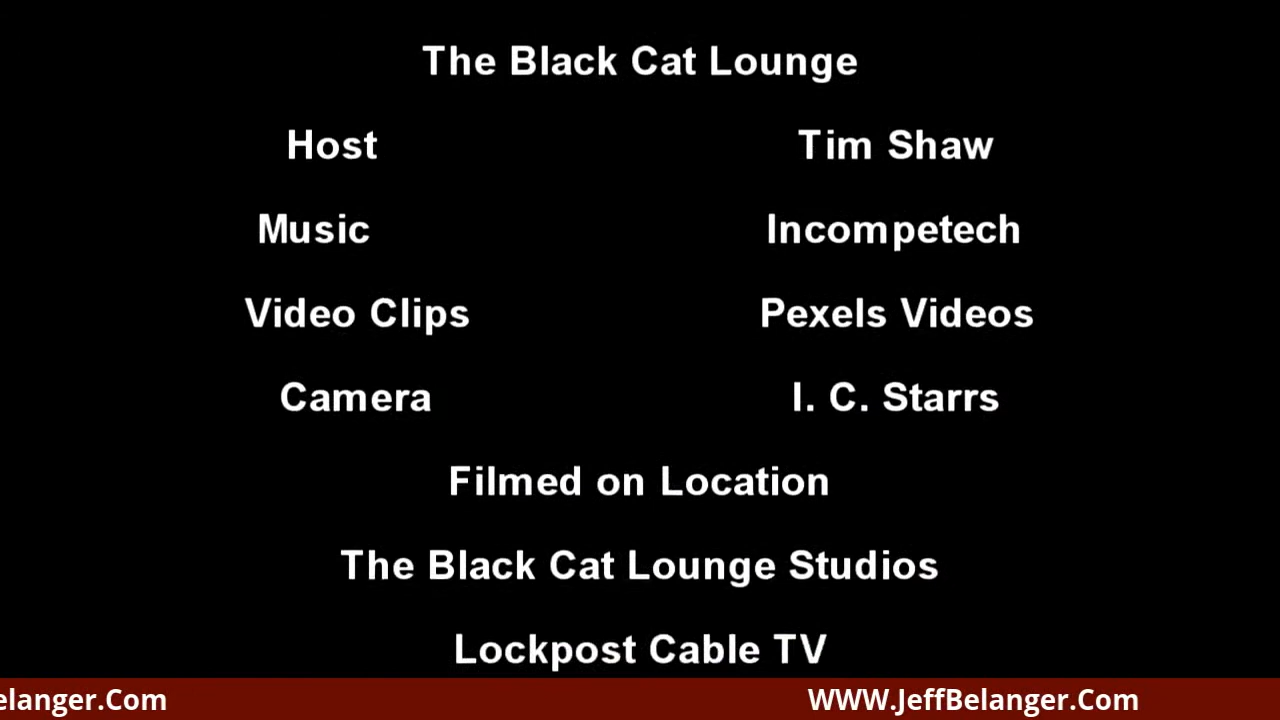 The Black Cat Lounge
Host Tim Shaw
Music Incompetech
Video Clips Pexels Videos
Camera I. C. Starrs
Filmed on Location
The Black Cat Lounge Studios
Lockpost Cable TV
elanger.Com WWW.JeffBelanger.Com